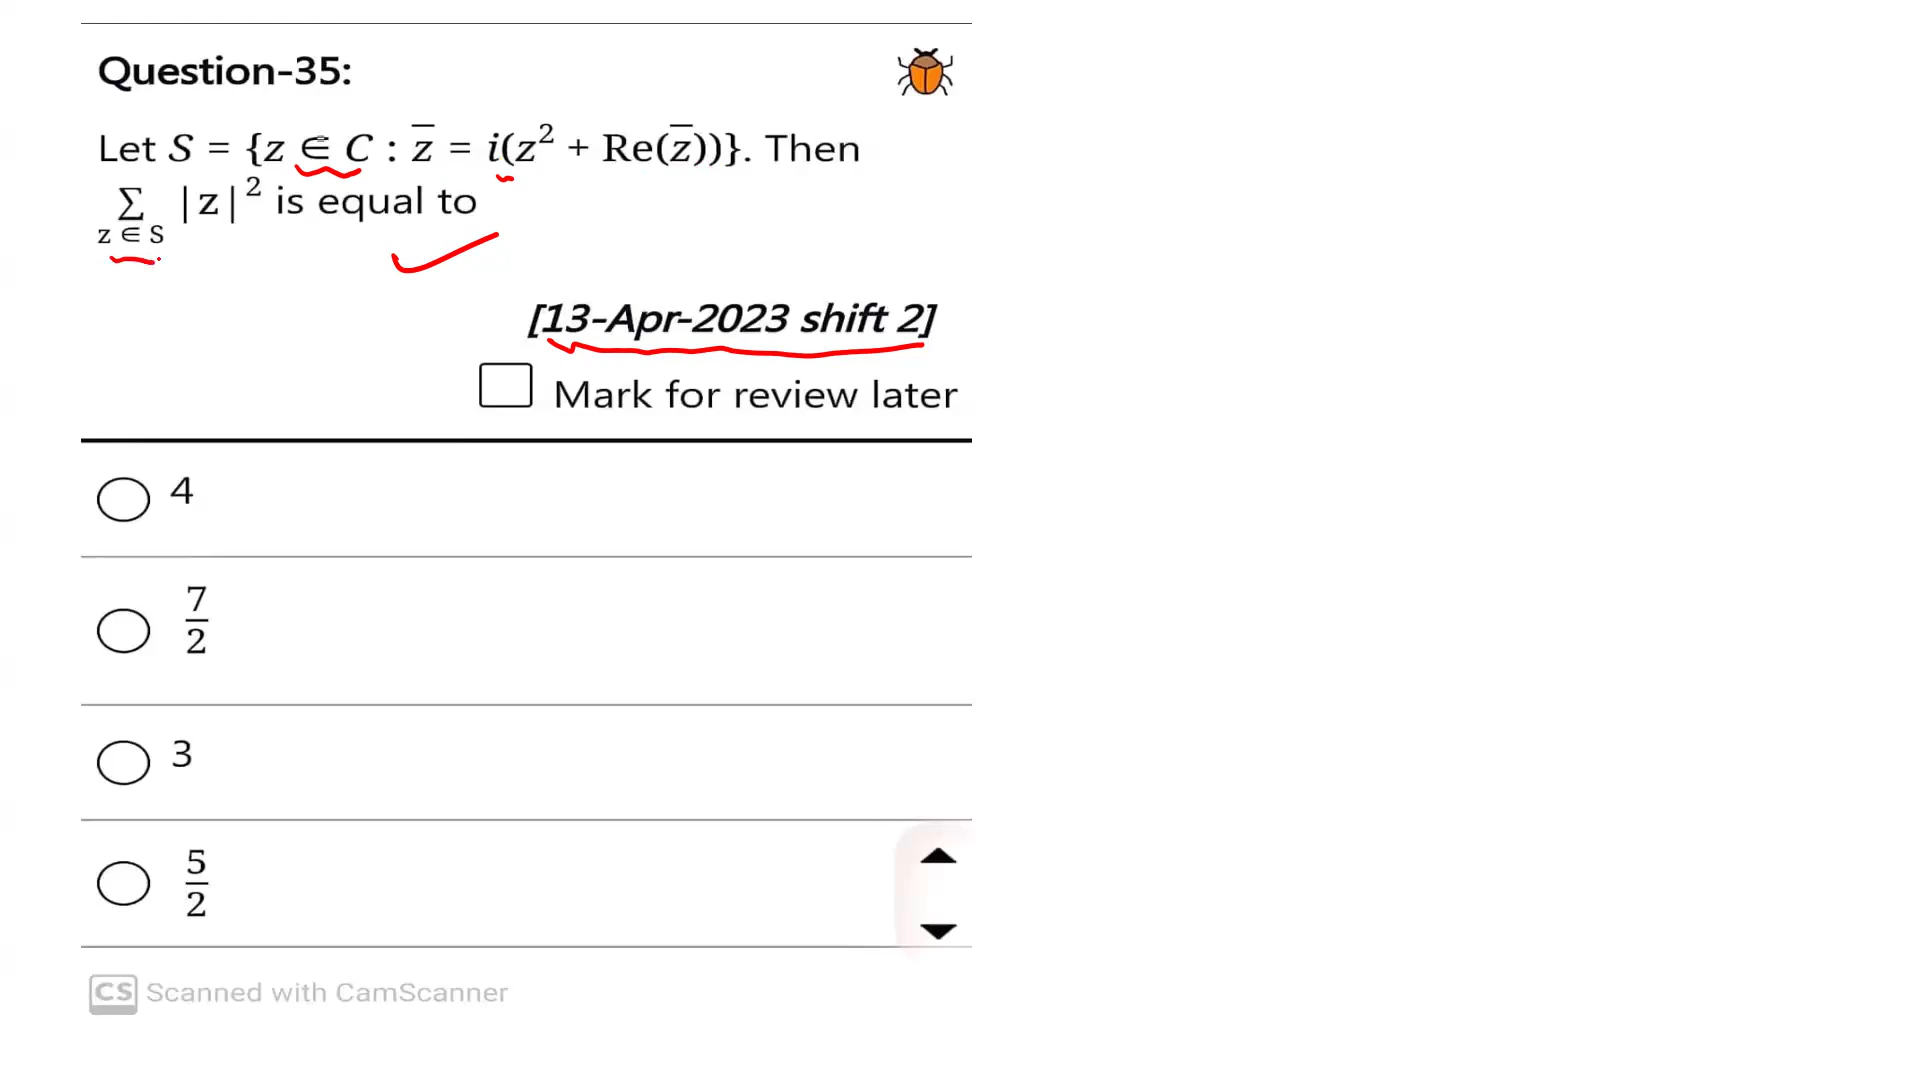 Question-35:
Let S = {z ∈ C : z̅ = i(z² + Re(z̅))}. Then
∑ |z|² is equal to
z ∈ S
[13-Apr-2023 shift 2]
Mark for review later
4
7/2
3
5/2
CS Scanned with CamScanner